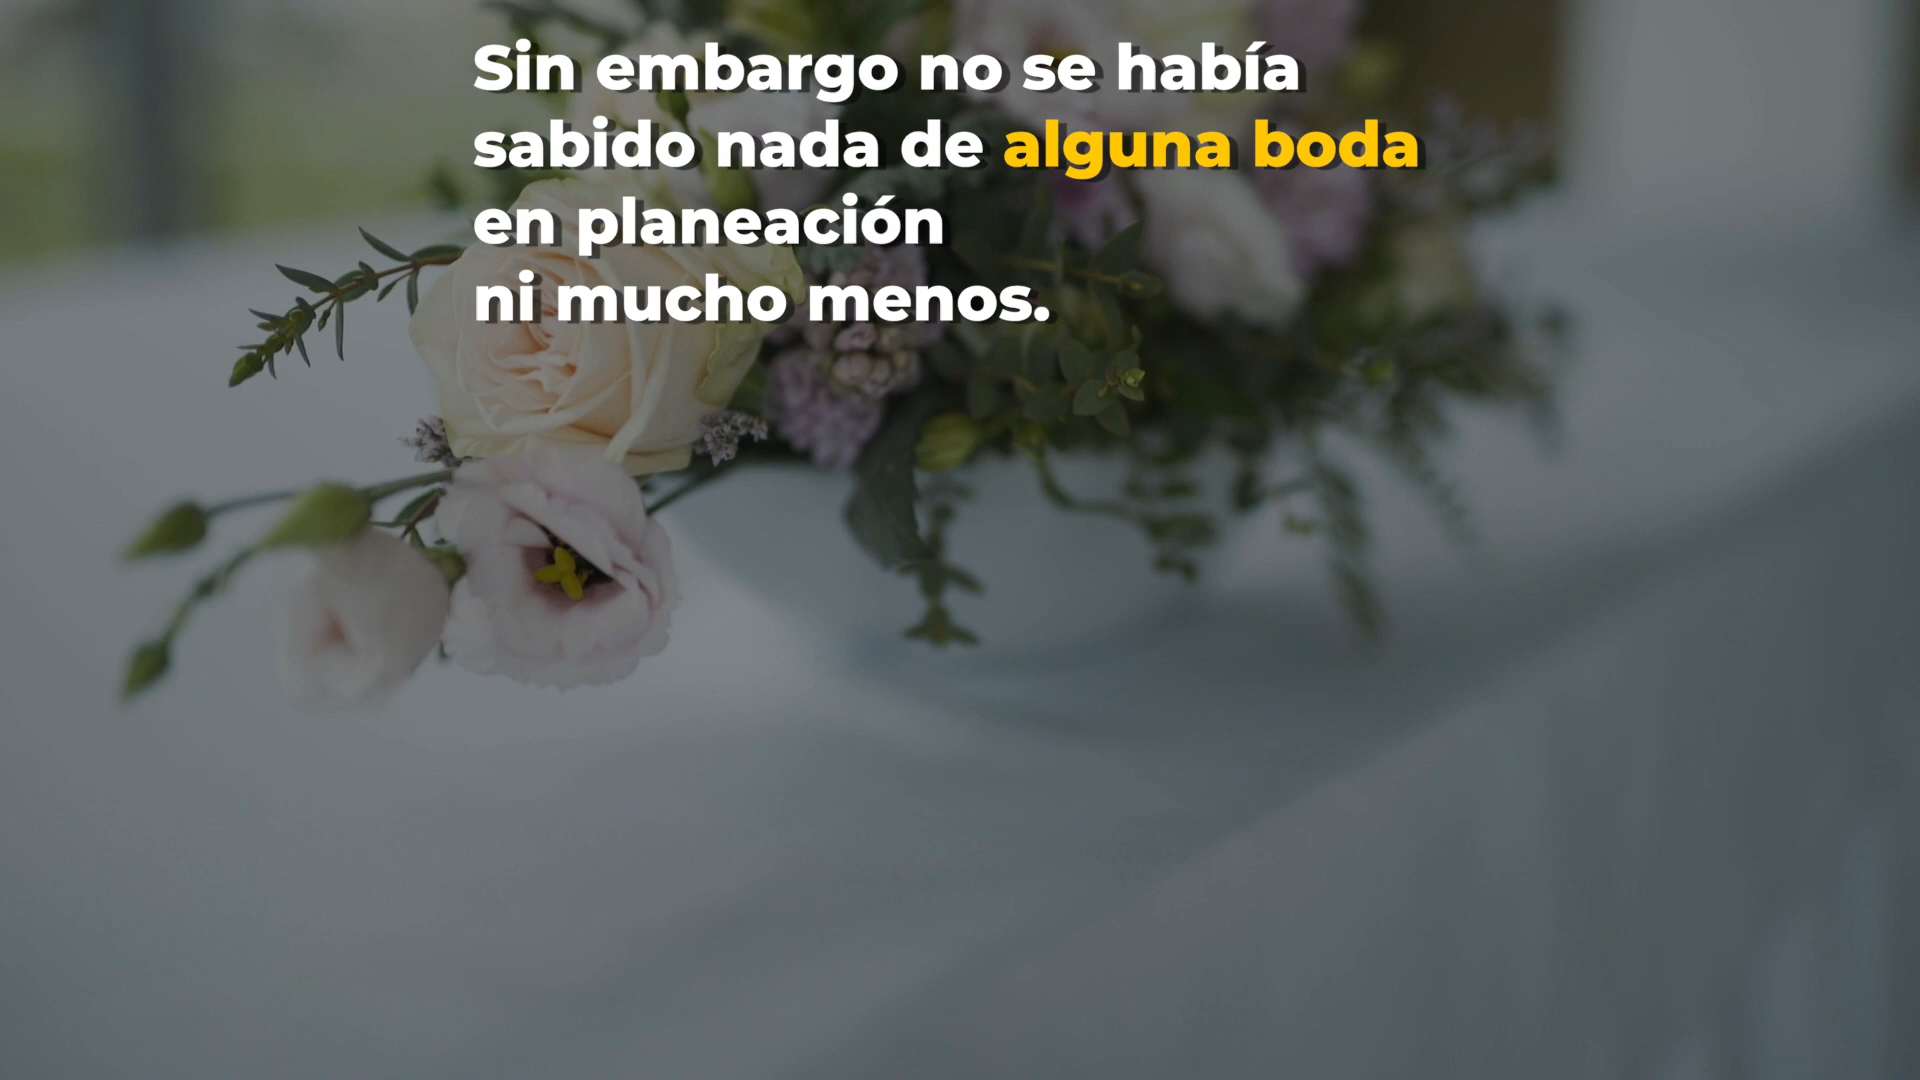 Sin embargo no se había
sabido nada de alguna boda
en planeación
ni mucho menos.